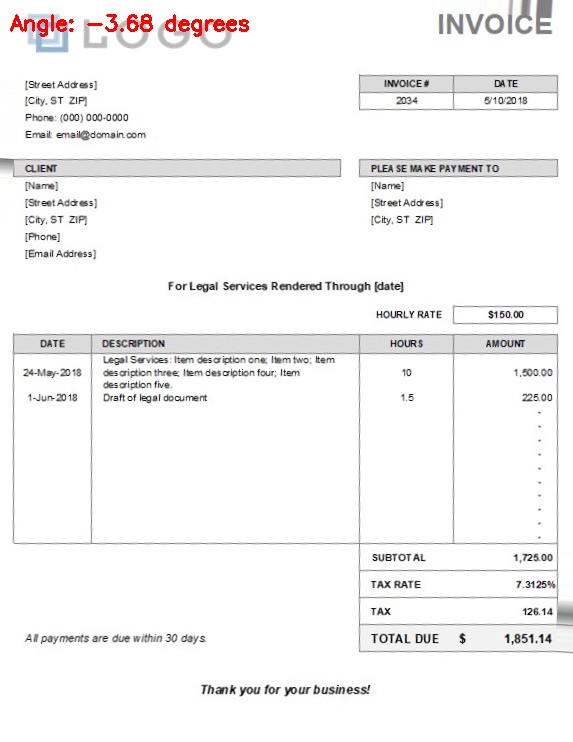 Angle: −3.68 degrees
LOGO
INVOICE
[Street Address]
[City, ST ZIP]
Phone: (000) 000-0000
Email: email@domain.com
INVOICE # DATE
2034 5/10/2018
CLIENT
[Name]
[Street Address]
[City, ST ZIP]
[Phone]
[Email Address]
PLEASE MAKE PAYMENT TO
[Name]
[Street Address]
[City, ST ZIP]
For Legal Services Rendered Through [date]
HOURLY RATE $150.00
DATE DESCRIPTION HOURS AMOUNT
24-May-2018 Legal Services: Item description one; Item two; Item
description three; Item description four; Item 10 1,500.00
description five.
1-Jun-2018 Draft of legal document 1.5 225.00
-
-
-
-
-
-
-
-
-
-
SUBTOTAL 1,725.00
TAX RATE 7.3125%
TAX 126.14
All payments are due within 30 days.
TOTAL DUE $ 1,851.14
Thank you for your business!